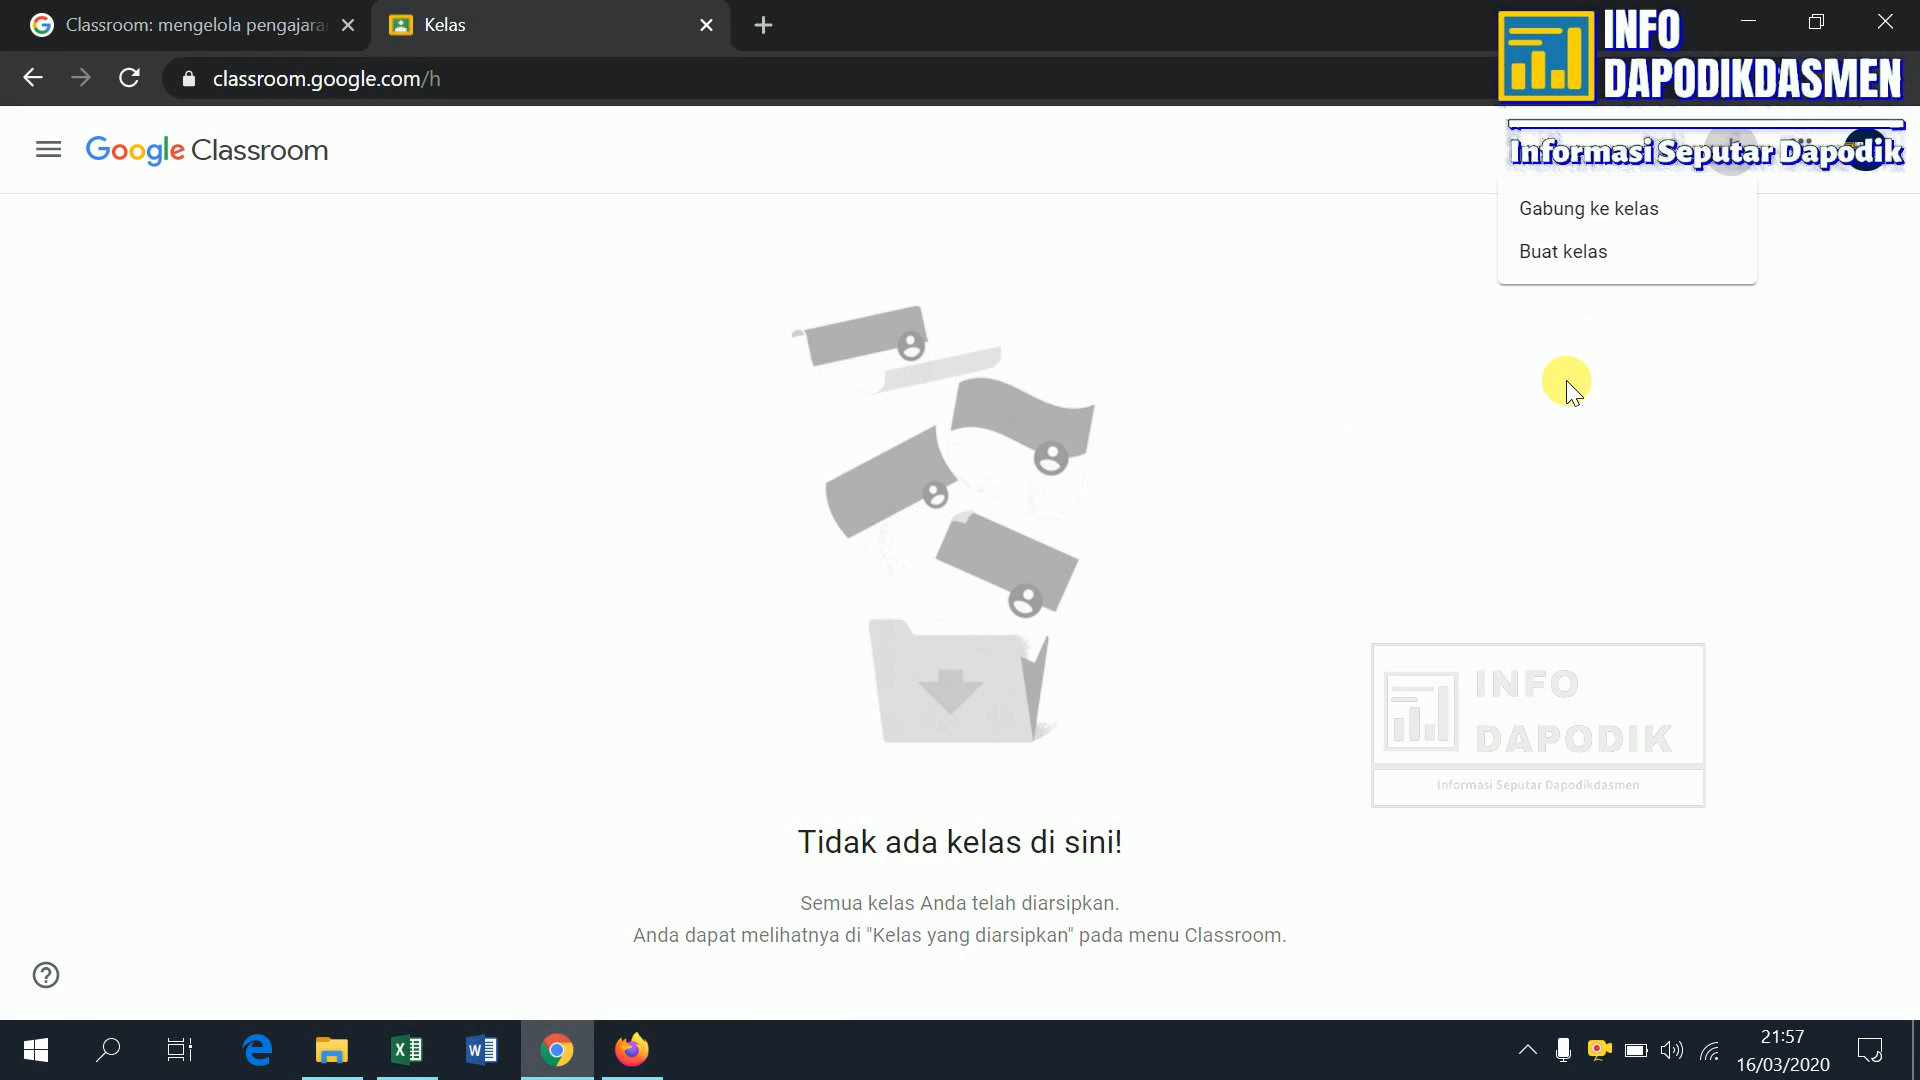 Classroom: mengelola pengajara
Kelas
INFO
DAPODIKDASMEN
classroom.google.com/h
Google Classroom
Informasi Seputar Dapodik
Gabung ke kelas
Buat kelas
INFO
DAPODIK
Informasi Seputar Dapodikdasmen
Tidak ada kelas di sini!
Semua kelas Anda telah diarsipkan.
Anda dapat melihatnya di "Kelas yang diarsipkan" pada menu Classroom.
21:57
16/03/2020